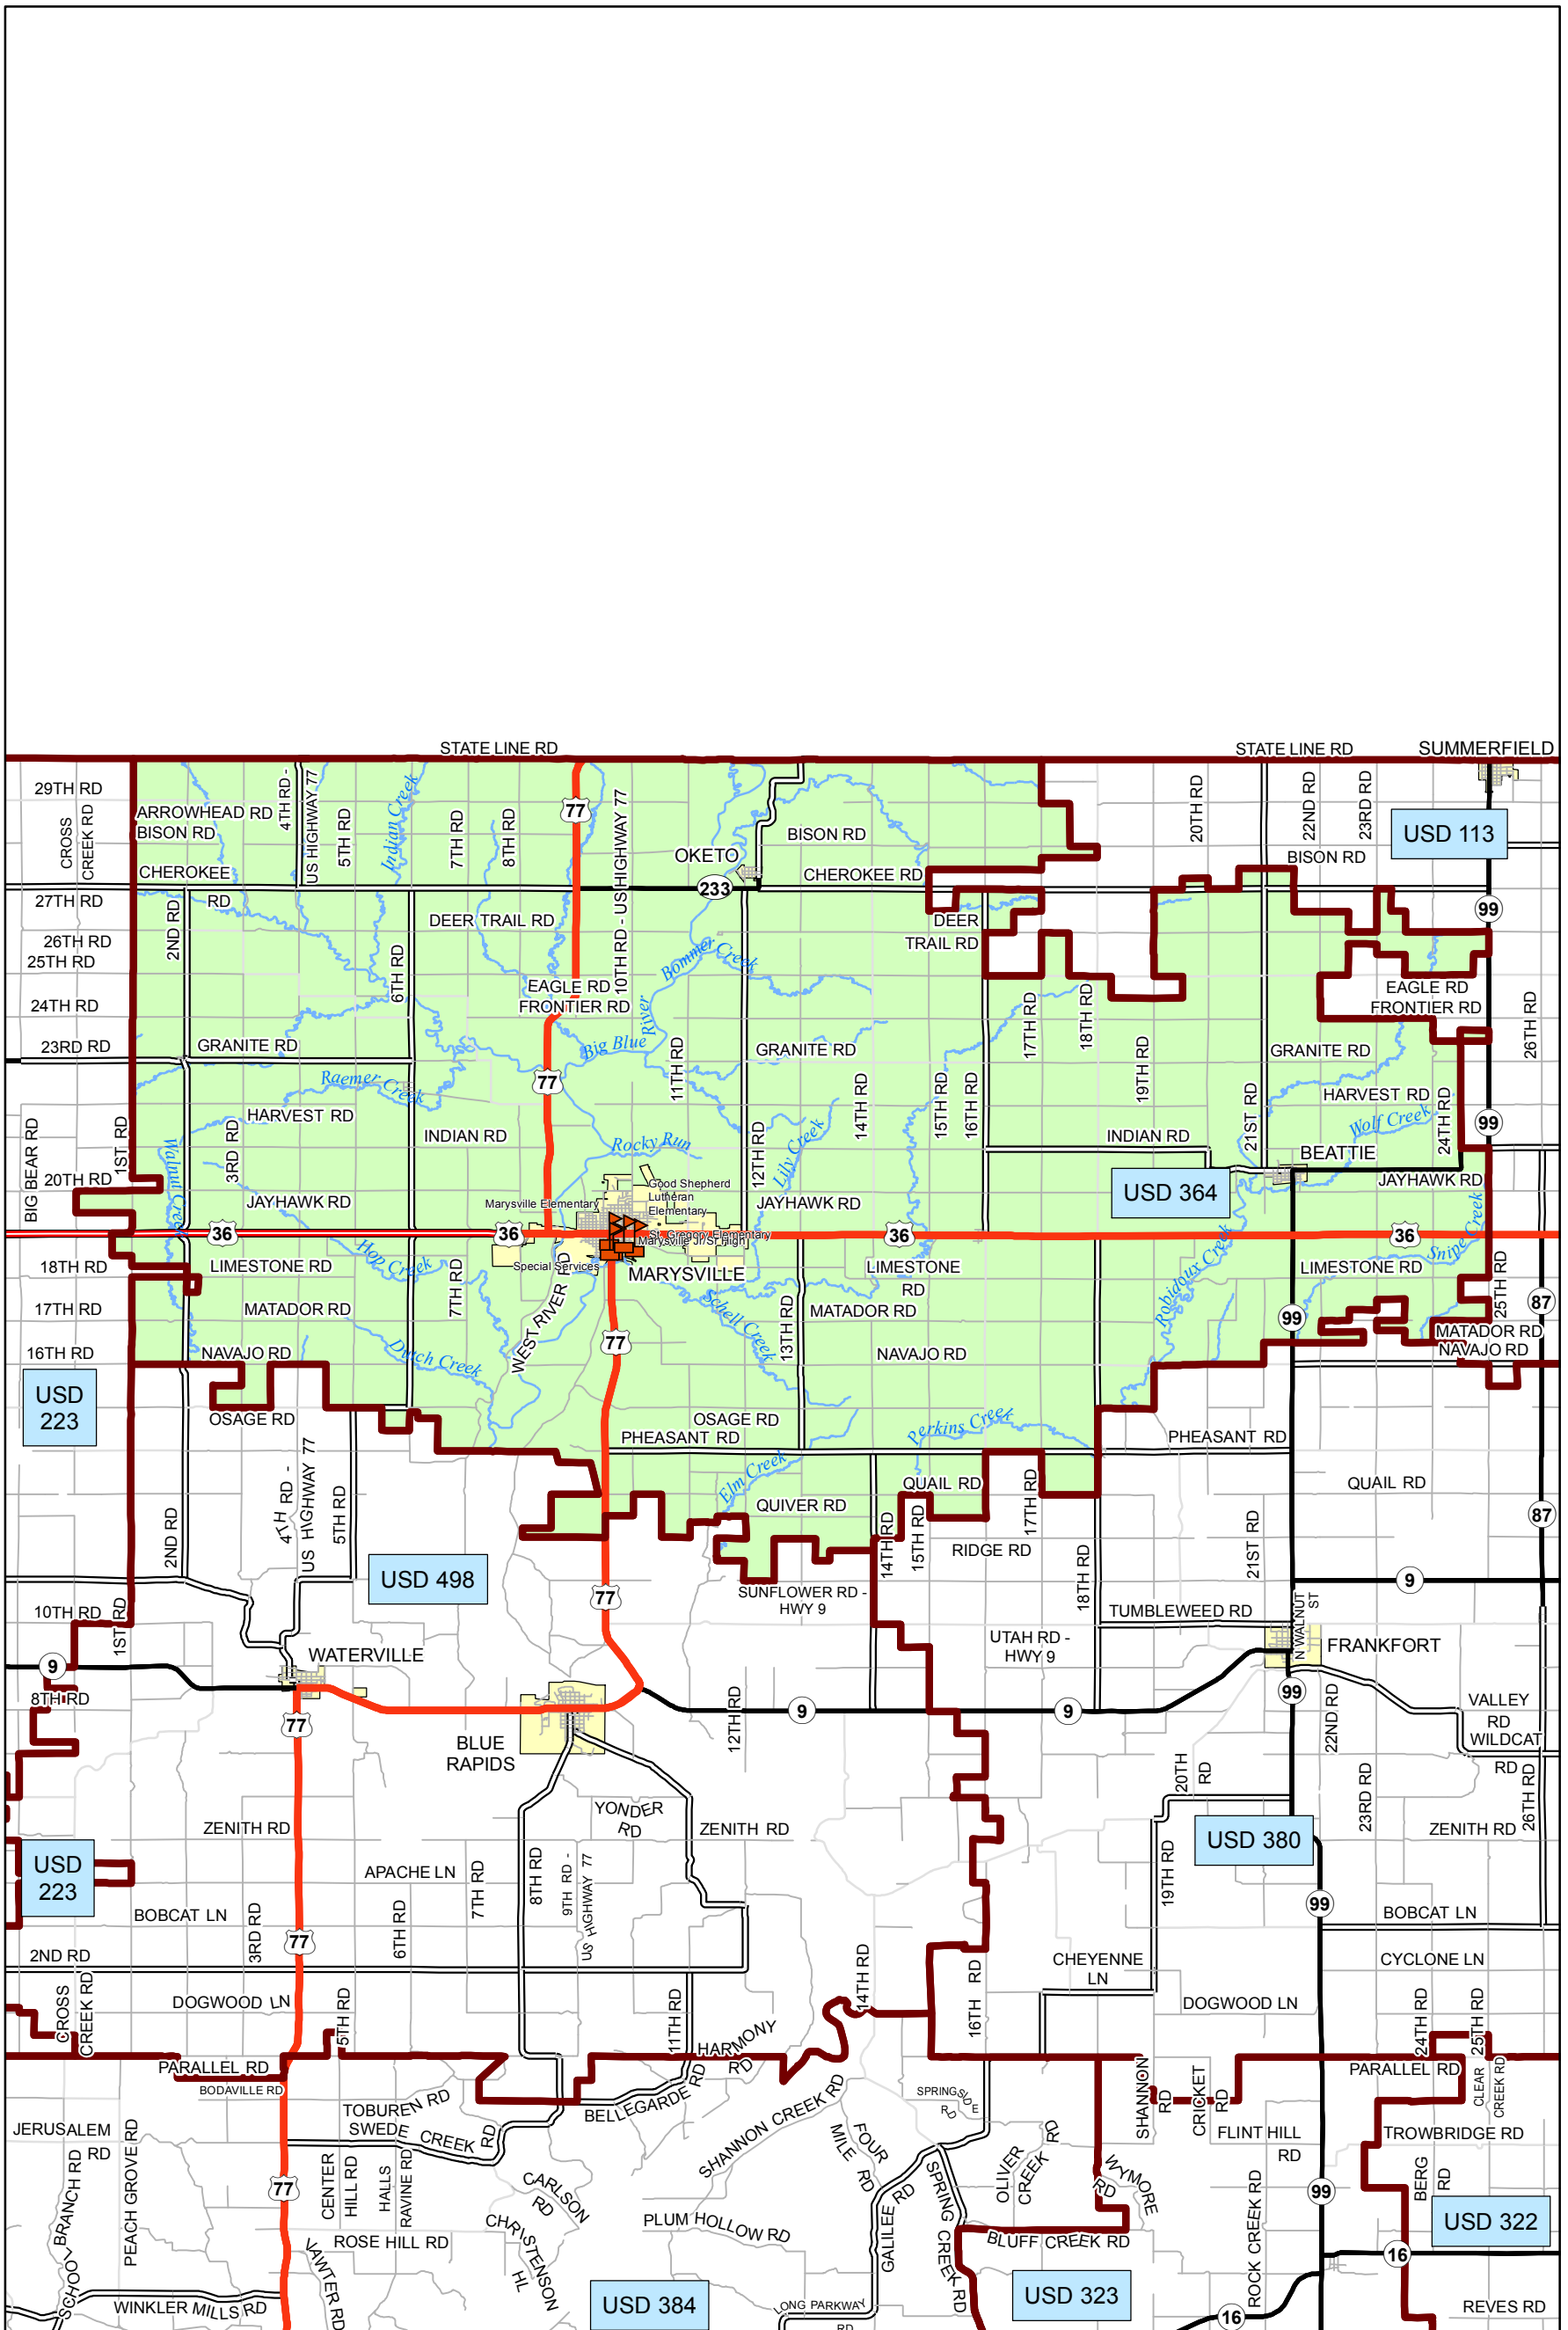 STATE LINE RD
STATE LINE RD
SUMMERFIELD
29TH RD
CROSS
CREEK RD
ARROWHEAD RD
BISON RD
4TH RD -
US HIGHWAY 77
5TH RD
Indian Creek
7TH RD
8TH RD
77
10TH RD - US HIGHWAY 77
OKETO
BISON RD
20TH RD
22ND RD
23RD RD
USD 113
BISON RD
CHEROKEE
RD
233
CHEROKEE RD
27TH RD
2ND RD
DEER TRAIL RD
DEER
TRAIL RD
99
26TH RD
25TH RD
6TH RD
Bommer Creek
EAGLE RD
FRONTIER RD
EAGLE RD
FRONTIER RD
24TH RD
Big Blue
River
17TH RD
18TH RD
26TH RD
23RD RD
GRANITE RD
11TH RD
GRANITE RD
19TH RD
GRANITE RD
Raemer Creek
77
HARVEST RD
14TH RD
15TH RD
16TH RD
21ST RD
HARVEST RD
24TH RD
BIG BEAR RD
1ST RD
Walnut Creek
3RD RD
INDIAN RD
Rocky Run
12TH RD
Lily Creek
INDIAN RD
Wolf Creek
99
BEATTIE
20TH RD
JAYHAWK RD
Marysville Elementary
Good Shepherd
Lutheran
Elementary
JAYHAWK RD
USD 364
JAYHAWK RD
36
36
St. Gregory Elementary
Marysville Jr/Sr High
36
36
Snipe Creek
18TH RD
LIMESTONE RD
Hop Creek
7TH RD
Special Services
MARYSVILLE
LIMESTONE
RD
Robidoux Creek
LIMESTONE RD
25TH RD
17TH RD
MATADOR RD
WEST RIVER RD
77
Schell Creek
13TH RD
MATADOR RD
99
87
MATADOR RD
16TH RD
NAVAJO RD
Dutch Creek
NAVAJO RD
NAVAJO RD
USD
223
OSAGE RD
OSAGE RD
PHEASANT RD
Perkins Creek
PHEASANT RD
2ND RD
4TH RD -
US HIGHWAY 77
5TH RD
Elm Creek
QUIVER RD
QUAIL RD
17TH RD
QUAIL RD
87
14TH RD
15TH RD
RIDGE RD
18TH RD
21ST RD
USD 498
77
SUNFLOWER RD -
HWY 9
9
10TH RD
1ST RD
TUMBLEWEED RD
N WALNUT
ST
9
WATERVILLE
UTAH RD -
HWY 9
FRANKFORT
8TH RD
77
BLUE
RAPIDS
12TH RD
9
9
99
22ND RD
VALLEY
RD
WILDCAT
RD
20TH
RD
YONDER
RD
23RD RD
26TH RD
ZENITH RD
ZENITH RD
USD 380
ZENITH RD
USD
223
APACHE LN
7TH RD
8TH RD
9TH RD -
US HIGHWAY 77
19TH RD
99
BOBCAT LN
3RD RD
6TH RD
BOBCAT LN
77
2ND RD
14TH RD
16TH RD
CHEYENNE
LN
CYCLONE LN
CROSS
CREEK RD
DOGWOOD LN
5TH RD
11TH RD
DOGWOOD LN
24TH RD
25TH RD
HARMONY
RD
PARALLEL RD
PARALLEL RD
BODAVILLE RD
TOBUREN RD
BELLEGARDE RD
SPRINGSIDE
RD
SHANNON
RD
CRICKET
RD
CLEAR
CREEK RD
JERUSALEM
RD
SWEDE CREEK RD
SHANNON CREEK RD
FOUR
MILE RD
FLINT HILL
RD
TROWBRIDGE RD
SCHOOL BRANCH RD
PEACH GROVE RD
77
CENTER
HILL RD
HALLS
RAVINE RD
CARLSON
RD
SPRING CREEK RD
OLIVER
CREEK RD
WYMORE
RD
99
BERG
RD
ROSE HILL RD
CHRISTENSON
HL
PLUM HOLLOW RD
GALILEE RD
BLUFF CREEK RD
ROCK CREEK RD
USD 322
16
VAWTER RD
WINKLER MILLS RD
USD 384
LONG PARKWAY
RD
USD 323
16
REVES RD